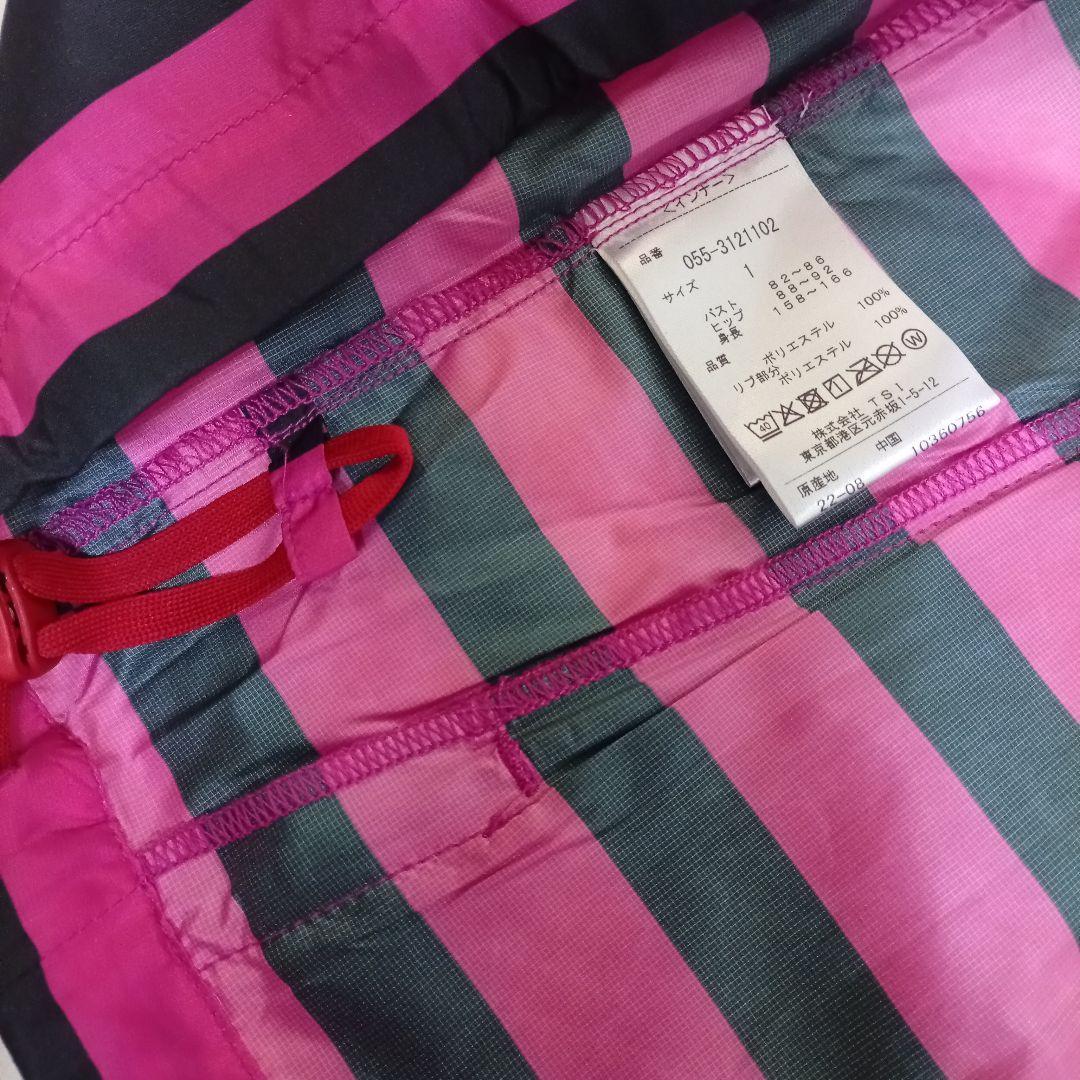 <インナー>
品番 055-3121102
サイズ 1
バスト 82~86
ヒップ 88~92
身長 158~166
品質 ポリエステル 100%
リブ部分 ポリエステル 100%
40 W
株式会社 TSI
東京都港区元赤坂1-5-12
原産地 中国
22-08 10360756